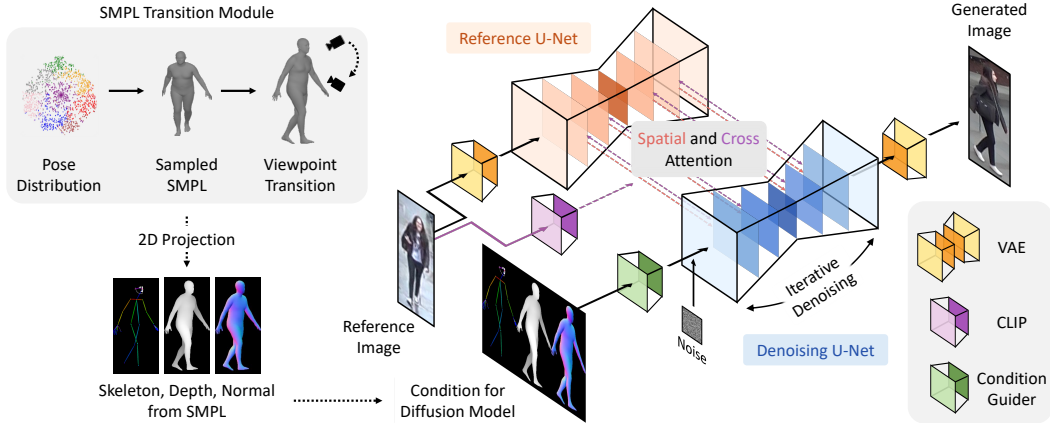 SMPL Transition Module
Pose
Distribution
Sampled
SMPL
Viewpoint
Transition
2D Projection
Skeleton, Depth, Normal
from SMPL
Reference U-Net
Spatial and Cross
Attention
Reference
Image
Condition for
Diffusion Model
Noise
Iterative
Denoising
Denoising U-Net
Generated
Image
VAE
CLIP
Condition
Guider